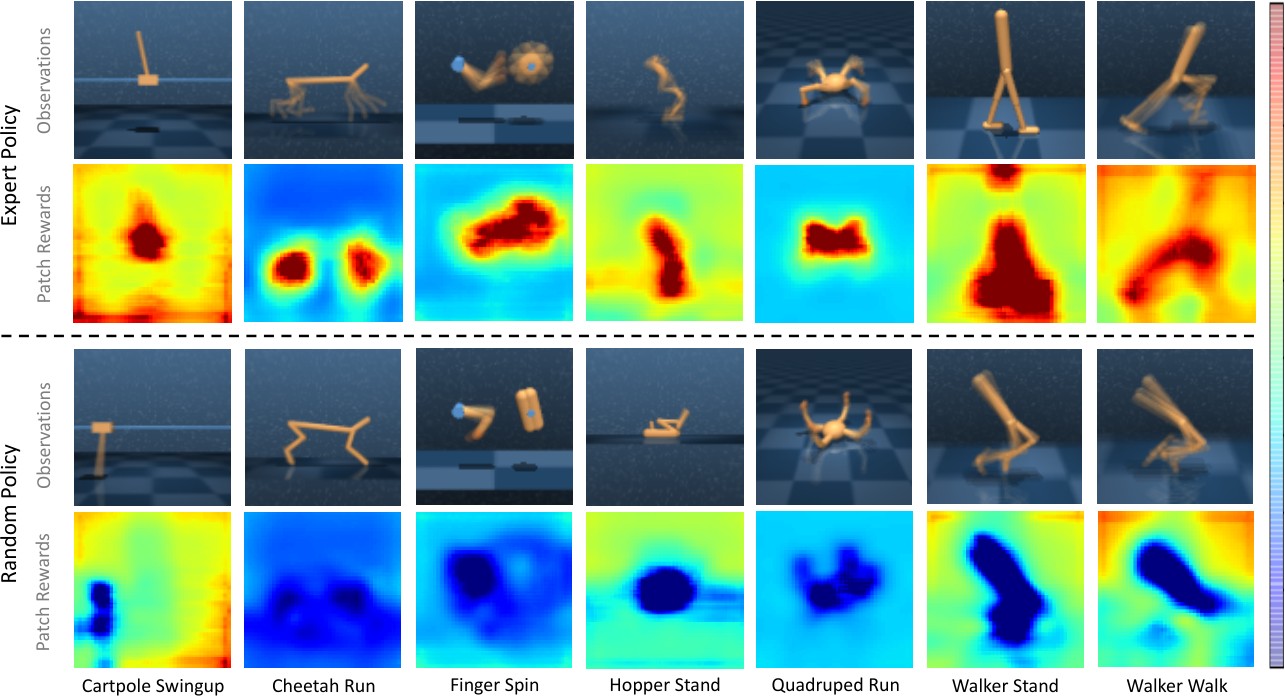 Expert Policy
Observations
Patch Rewards
Random Policy
Observations
Patch Rewards
Cartpole Swingup
Cheetah Run
Finger Spin
Hopper Stand
Quadruped Run
Walker Stand
Walker Walk